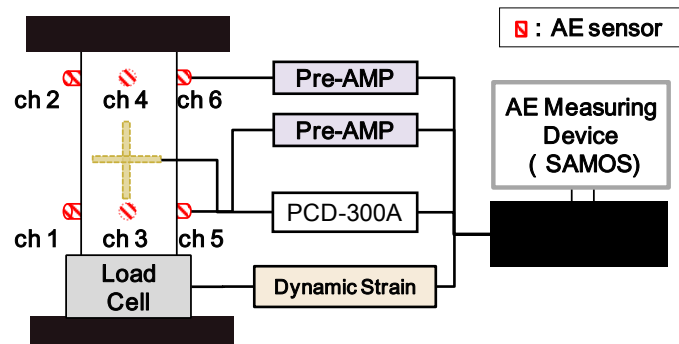 : AE sensor
ch 2
ch 4
ch 6
Pre-AMP
Pre-AMP
AE Measuring
Device
( SAMOS)
PCD-300A
ch 1
ch 3
ch 5
Load
Cell
Dynamic Strain